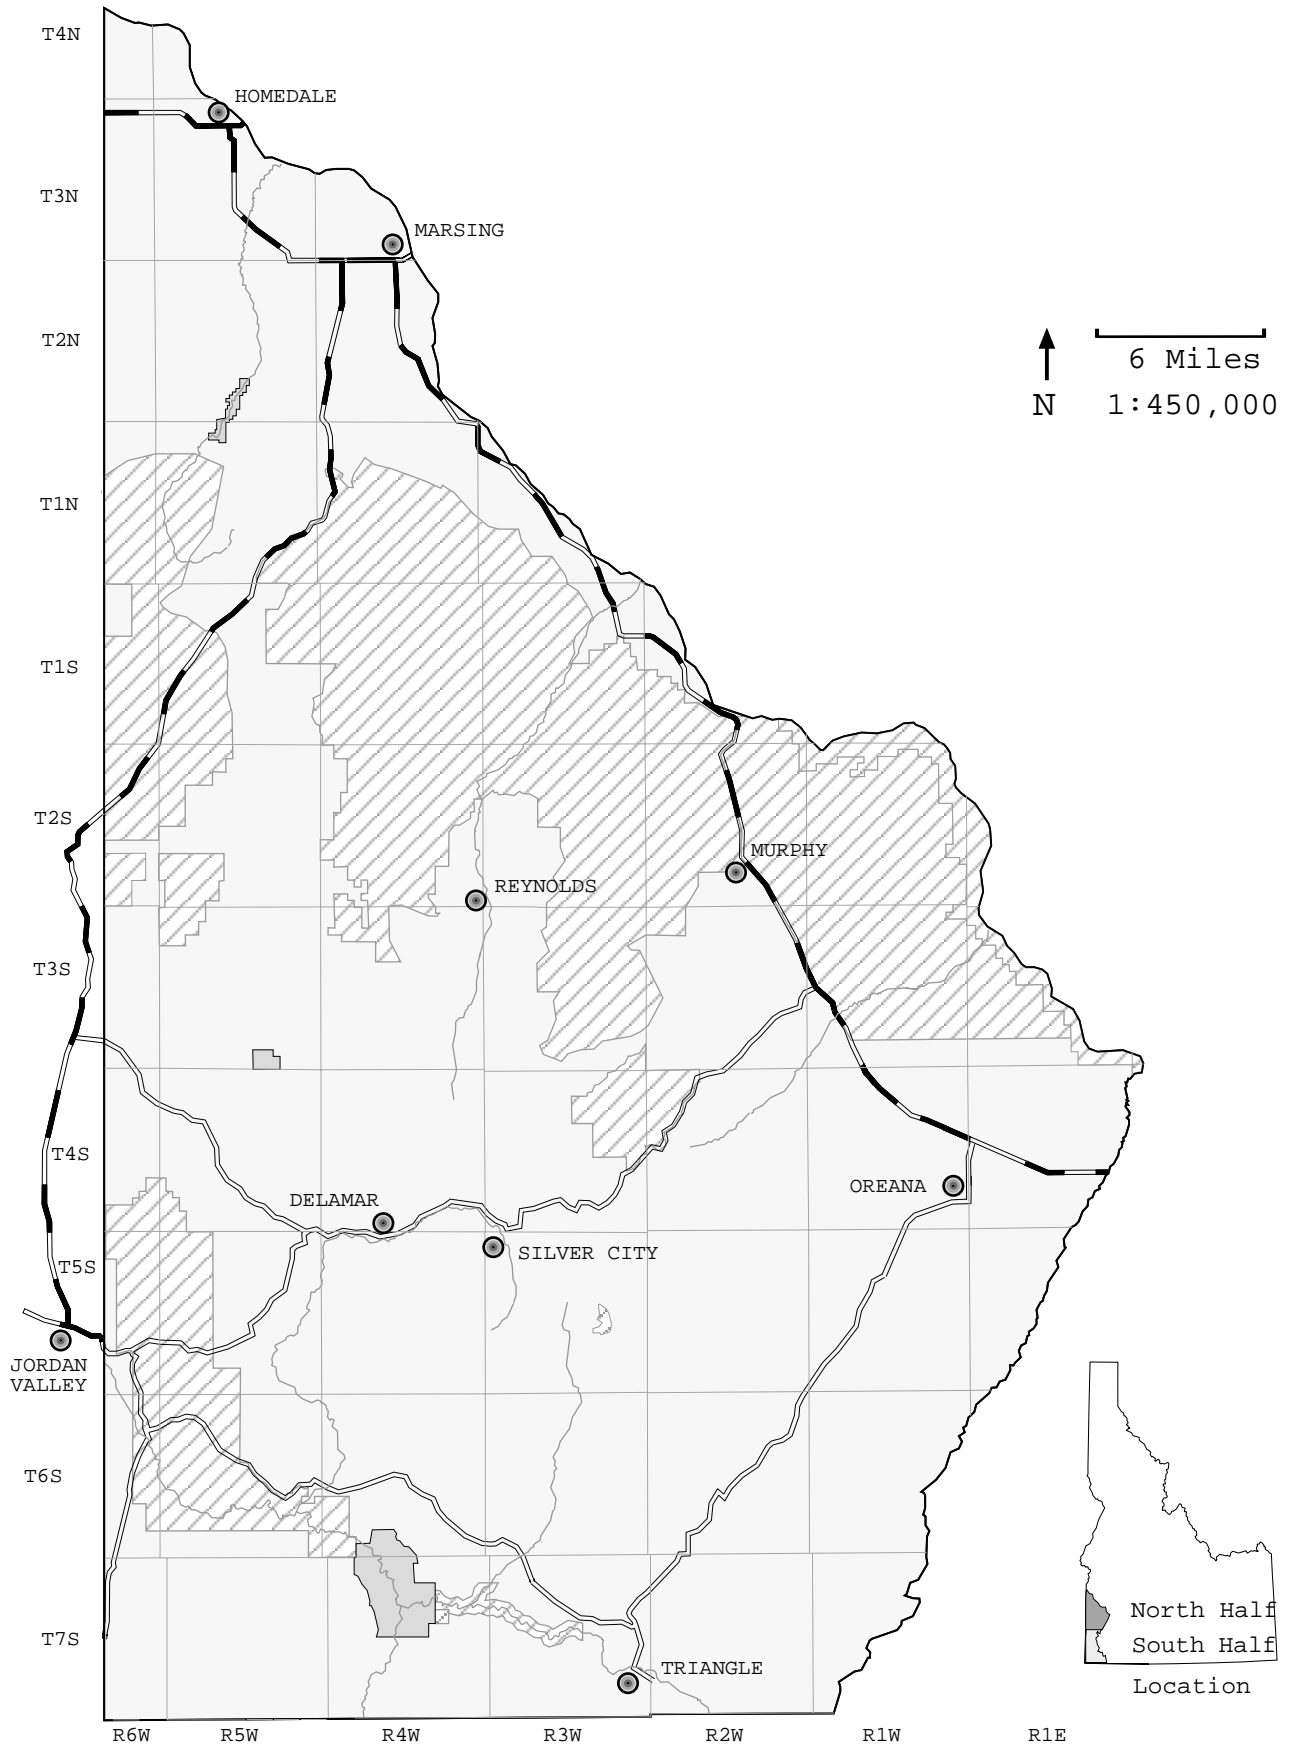 T4N
HOMEDALE
T3N
MARSING
T2N
6 Miles
N
1:450,000
T1N
T1S
T2S
MURPHY
REYNOLDS
T3S
T4S
OREANA
DELAMAR
SILVER CITY
T5S
JORDAN
VALLEY
T6S
North Half
T7S
South Half
TRIANGLE
Location
R6W
R5W
R4W
R3W
R2W
R1W
R1E